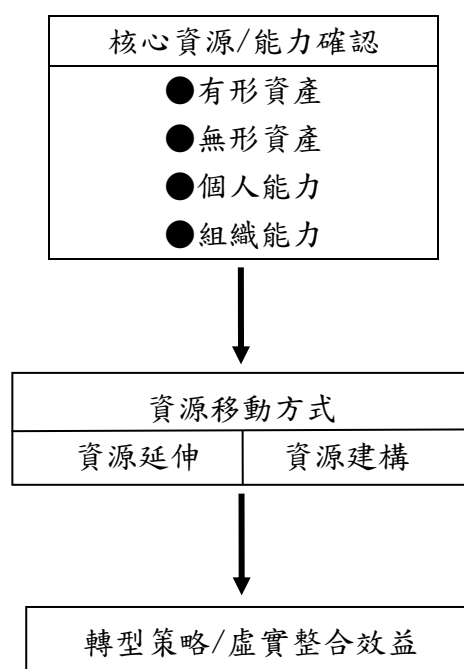 核心資源/能力確認
●有形資產
●無形資產
●個人能力
●組織能力
資源移動方式
資源延伸 資源建構
轉型策略/虛實整合效益